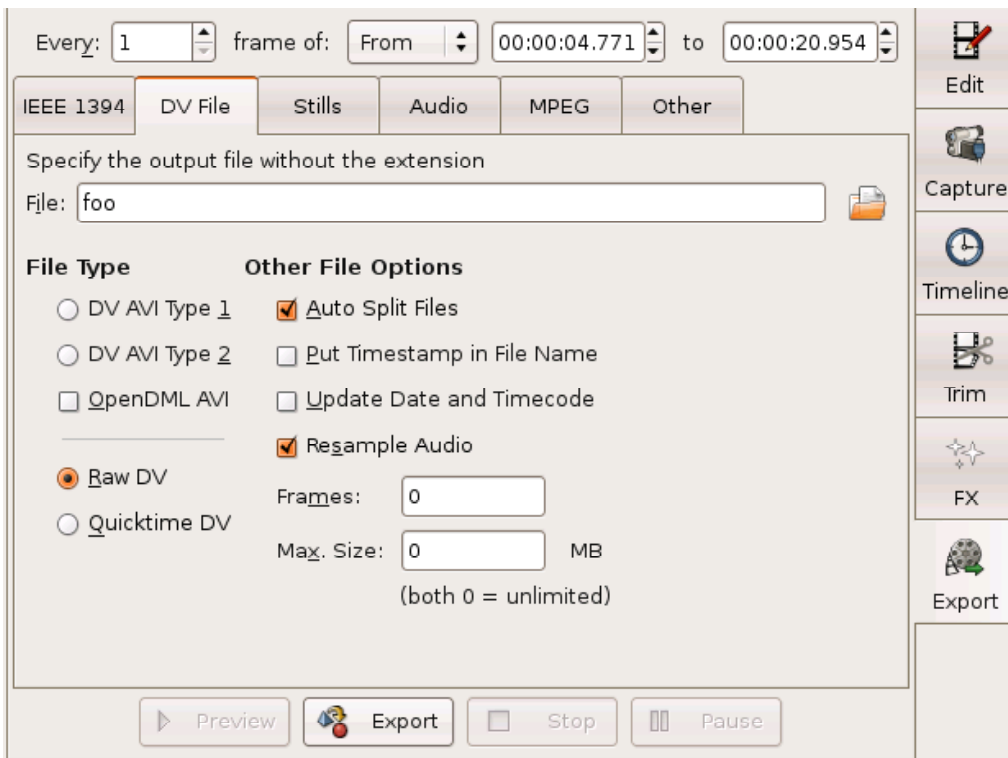 Every: 1 frame of: From 00:00:04.771 to 00:00:20.954
IEEE 1394 DV File Stills Audio MPEG Other
Specify the output file without the extension
File: foo
File Type
DV AVI Type 1
DV AVI Type 2
OpenDML AVI
Raw DV
Quicktime DV
Other File Options
Auto Split Files
Put Timestamp in File Name
Update Date and Timecode
Resample Audio
Frames: 0
Max. Size: 0 MB
(both 0 = unlimited)
Preview Export Stop Pause
Edit
Capture
Timeline
Trim
FX
Export